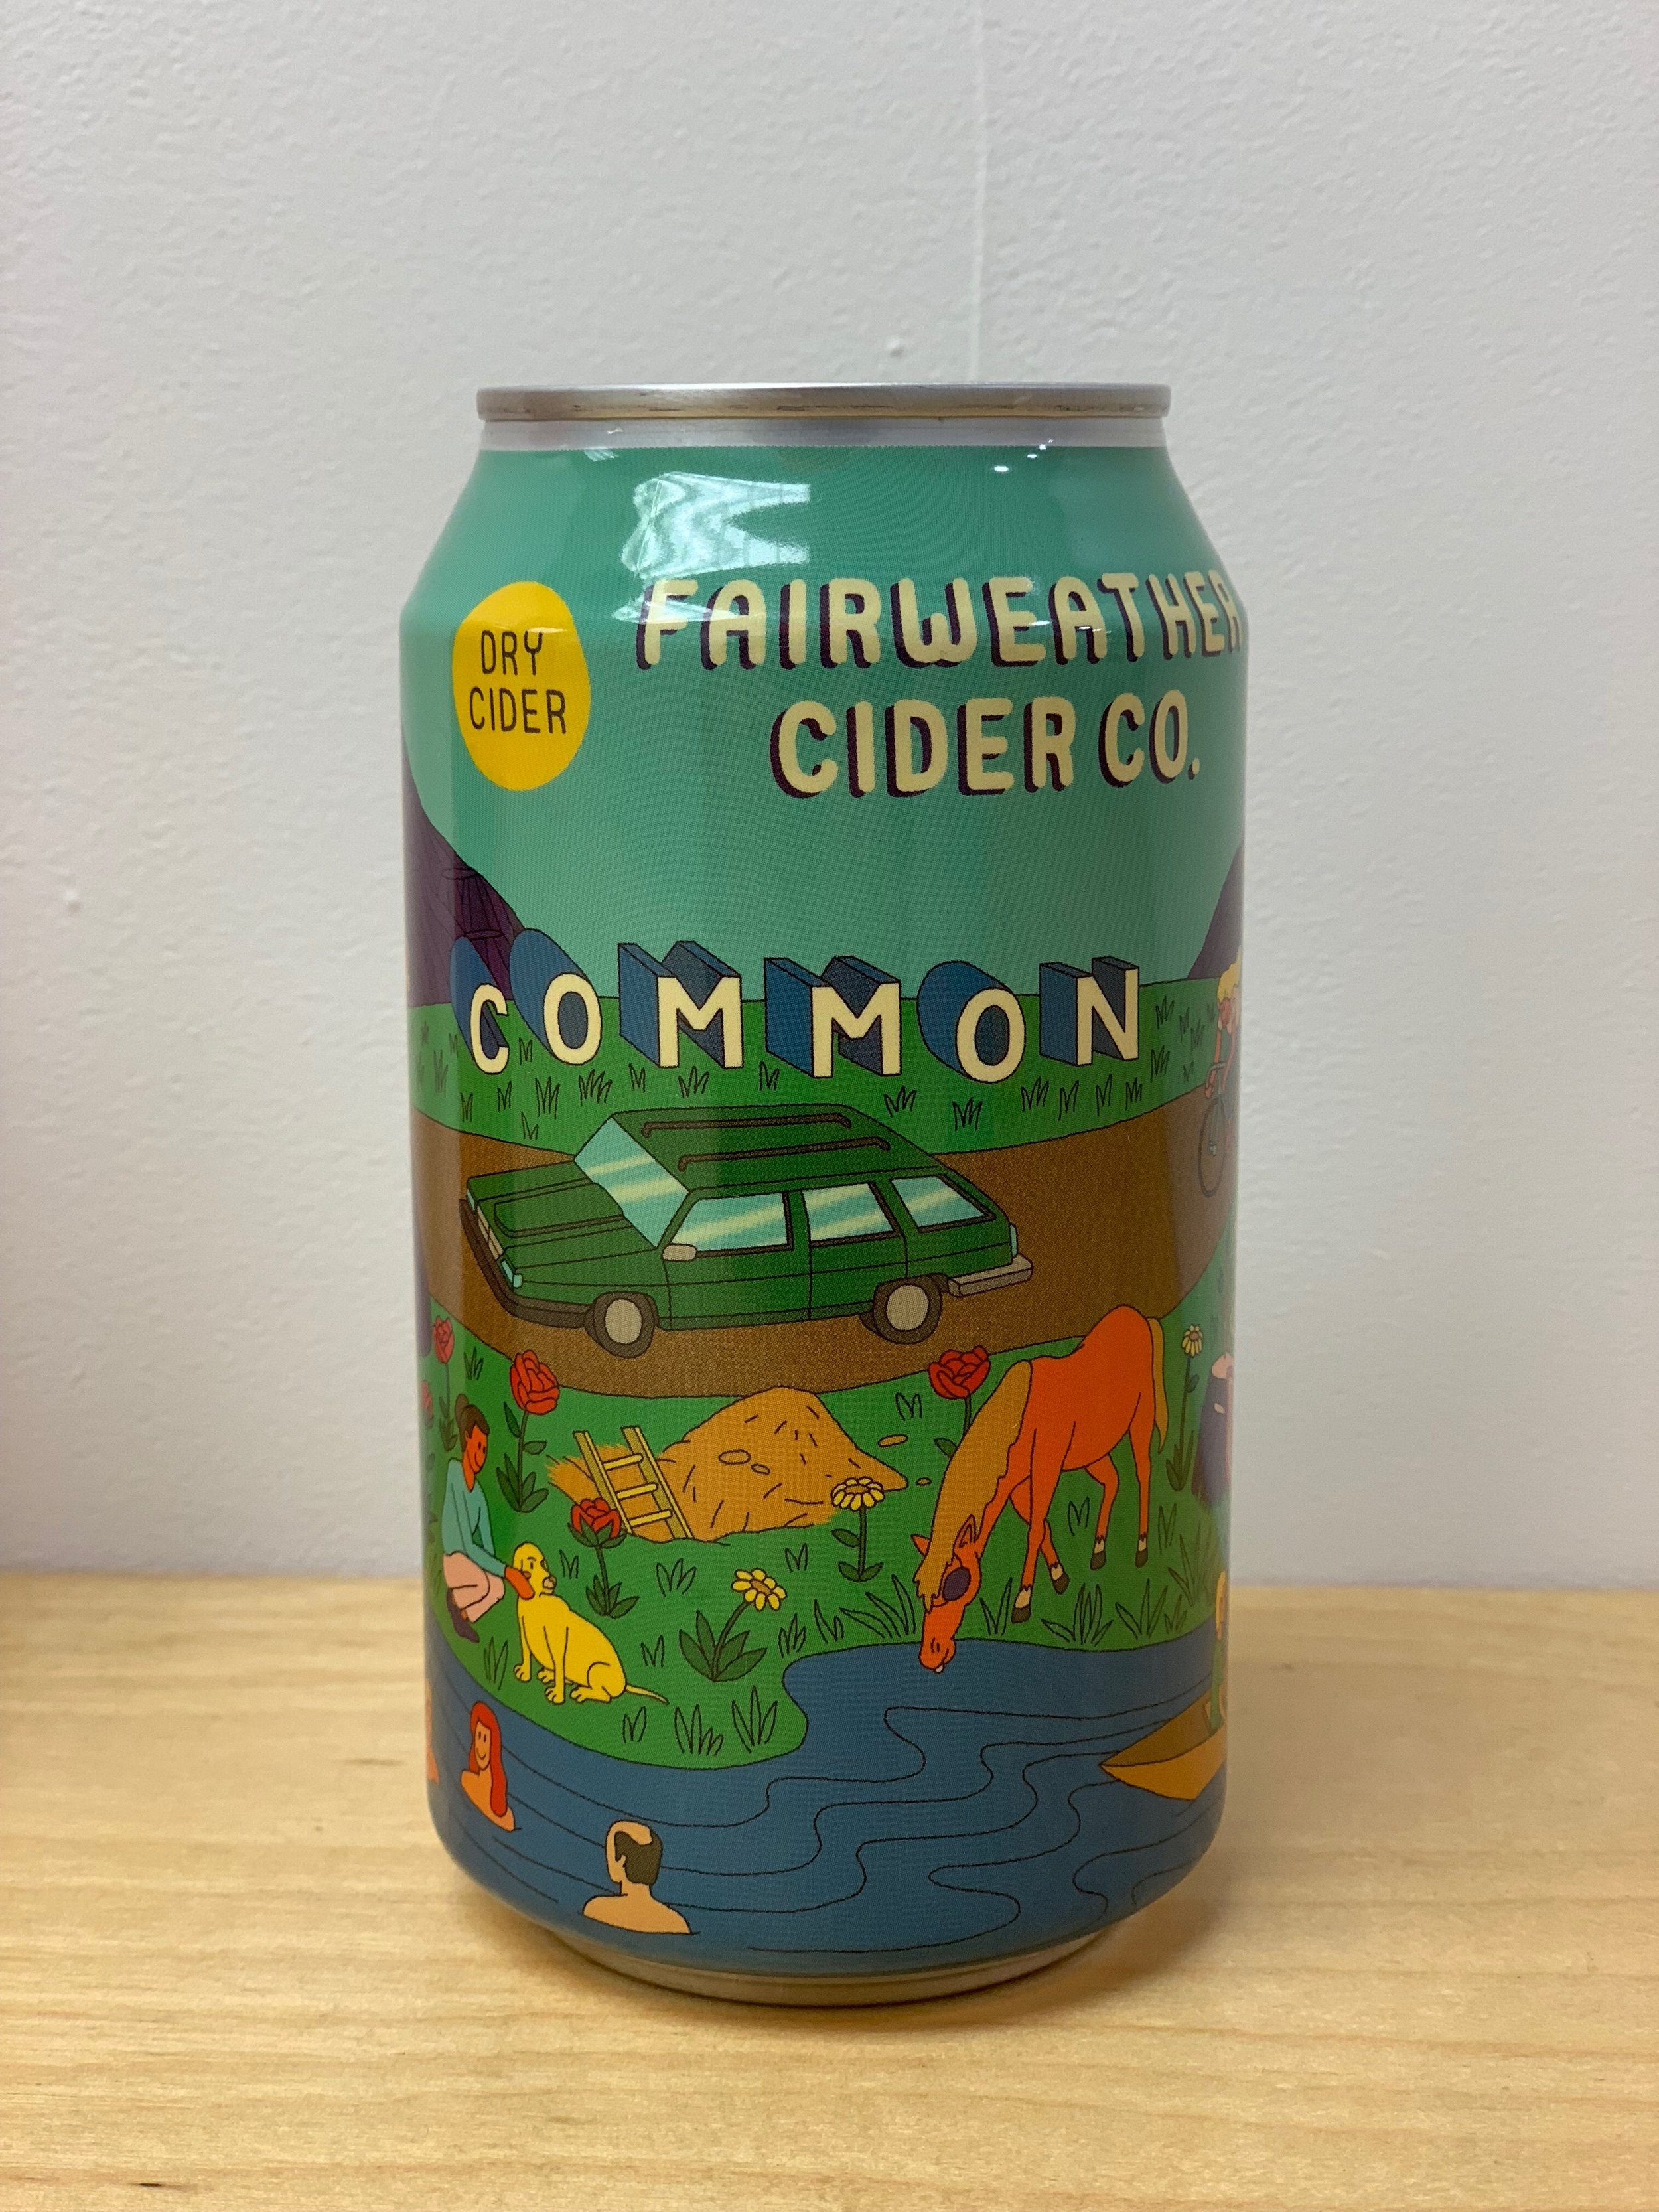 DRY
CIDER
FAIRWEATHER
CIDER CO.
COMMON